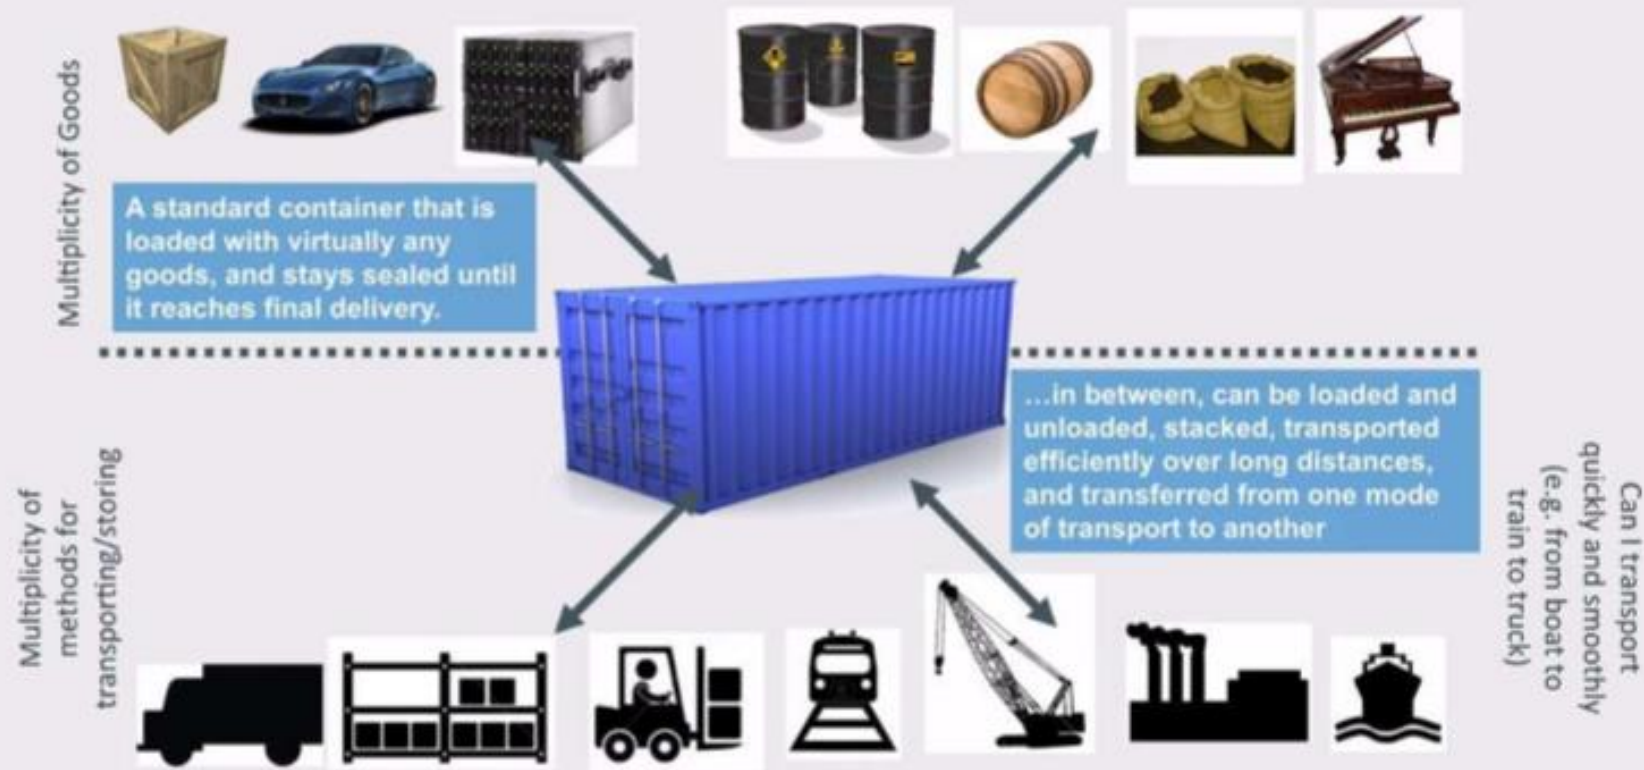 Multiplicity of Goods
A standard container that is
loaded with virtually any
goods, and stays sealed until
it reaches final delivery.
...in between, can be loaded and
unloaded, stacked, transported
efficiently over long distances,
and transferred from one mode
of transport to another
Multiplicity of
methods for
transporting/storing
Can I transport
quickly and smoothly
(e.g. from boat to
train to truck)